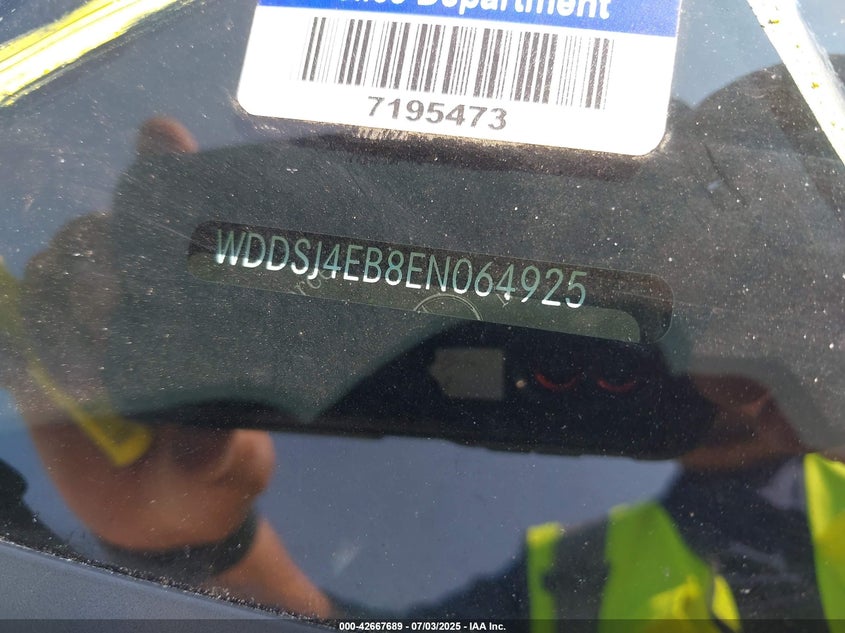 Department
7195473
WDDSJ4EB8EN064925
000-42667689 - 07/03/2025 - IAA Inc.